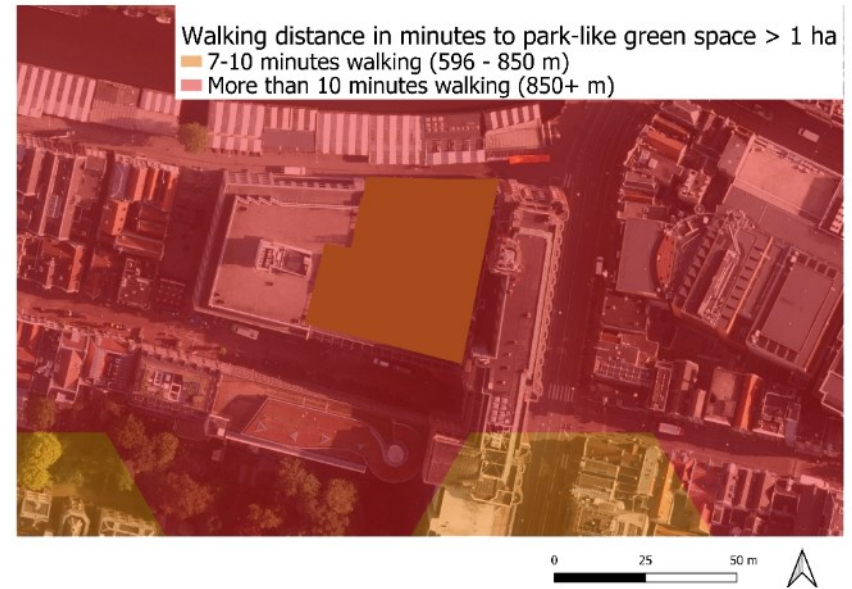 Walking distance in minutes to park-like green space > 1 ha
7-10 minutes walking (596 - 850 m)
More than 10 minutes walking (850+ m)
0 25 50 m